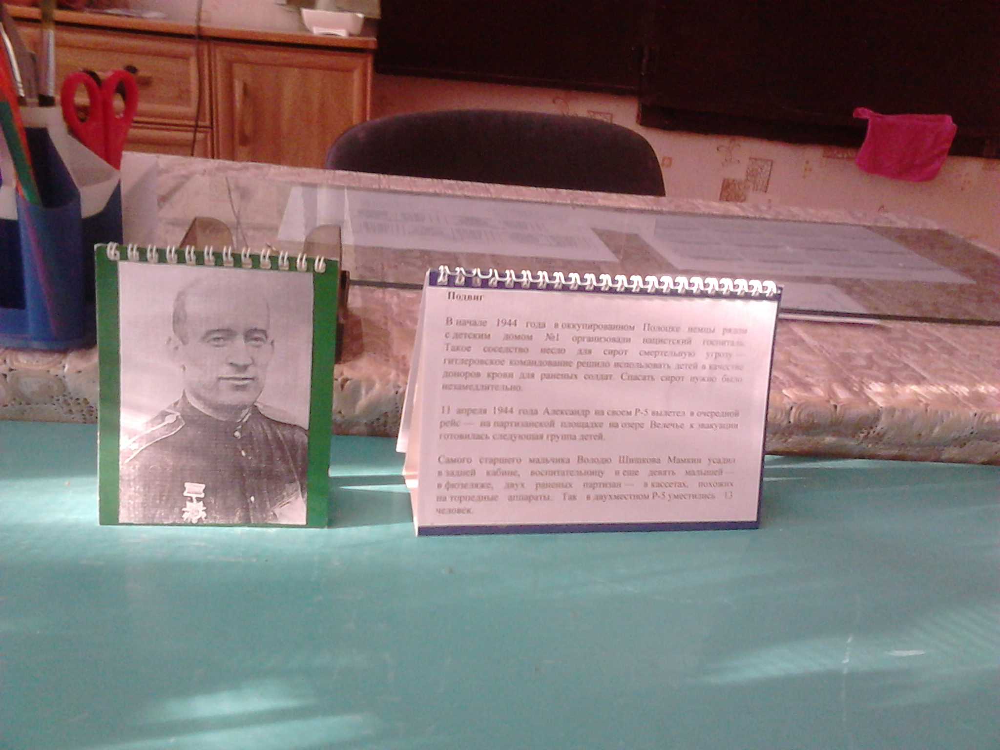 Подвиг
В начале 1944 года в оккупированном Полоцке немцы рядом
с детским домом №1 организовали нацистский госпиталь.
Такое соседство несло для сирот смертельную угрозу —
гитлеровское командование решило использовать детей в качестве
доноров крови для раненых солдат. Спасать сирот нужно было
незамедлительно.
11 апреля 1944 года Александр на своем Р-5 вылетел в очередной
рейс — на партизанской площадке на озере Вечелье к эвакуации
готовилась следующая группа детей.
Самого старшего мальчика Володю Шишкова Мамкин усадил
в задней кабине, воспитательницу и еще девять малышей —
в фюзеляже, двух раненых партизан — в кассетах, похожих
на торпедные аппараты. Так в двухместном Р-5 уместились 13
человек.